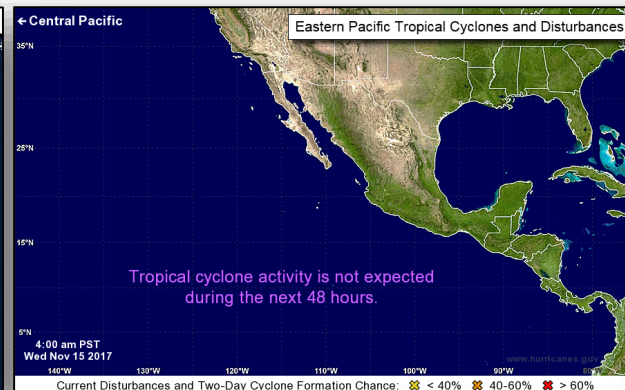 ← Central Pacific
Eastern Pacific Tropical Cyclones and Disturbances
35°N
25°N
15°N
Tropical cyclone activity is not expected
during the next 48 hours.
5°N
4:00 am PST
Wed Nov 15 2017
www.hurricanes.gov
140°W 130°W 120°W 110°W 100°W 90°W
Current Disturbances and Two-Day Cyclone Formation Chance: < 40% 40-60% > 60%